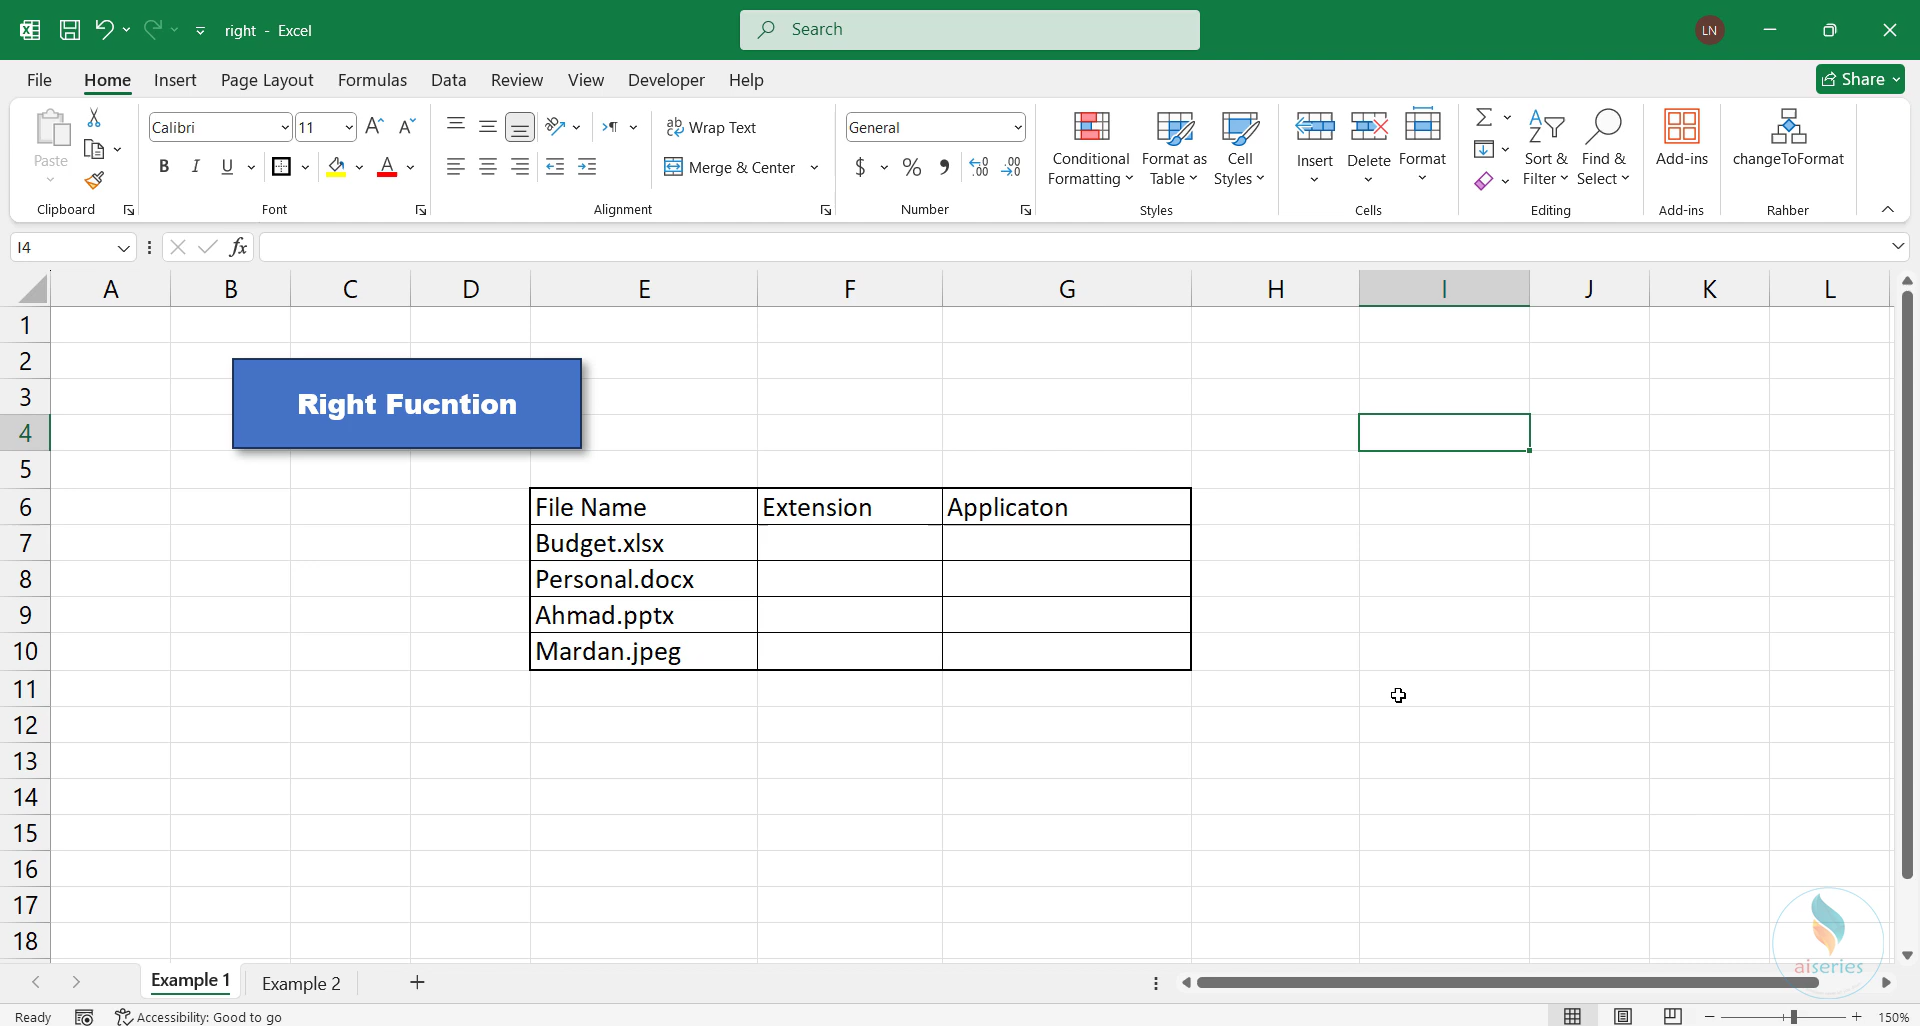 right - Excel
Search
LN
File Home Insert Page Layout Formulas Data Review View Developer Help
Share
Paste
Clipboard
Calibri 11
B I U A
Font
Wrap Text
Merge & Center
Alignment
General
$ % ,
Number
Conditional Formatting
Format as Table
Cell Styles
Styles
Insert Delete Format
Cells
Sort & Filter
Find & Select
Editing
Add-ins
Add-ins
changeToFormat
Rahber
I4
fx
A B C D E F G H I J K L
1
2
3
Right Fucntion
4
5
6 File Name Extension Applicaton
7 Budget.xlsx
8 Personal.docx
9 Ahmad.pptx
10 Mardan.jpeg
11
12
13
14
15
16
17
18
aiseries
Example 1 Example 2
Ready Accessibility: Good to go 150%